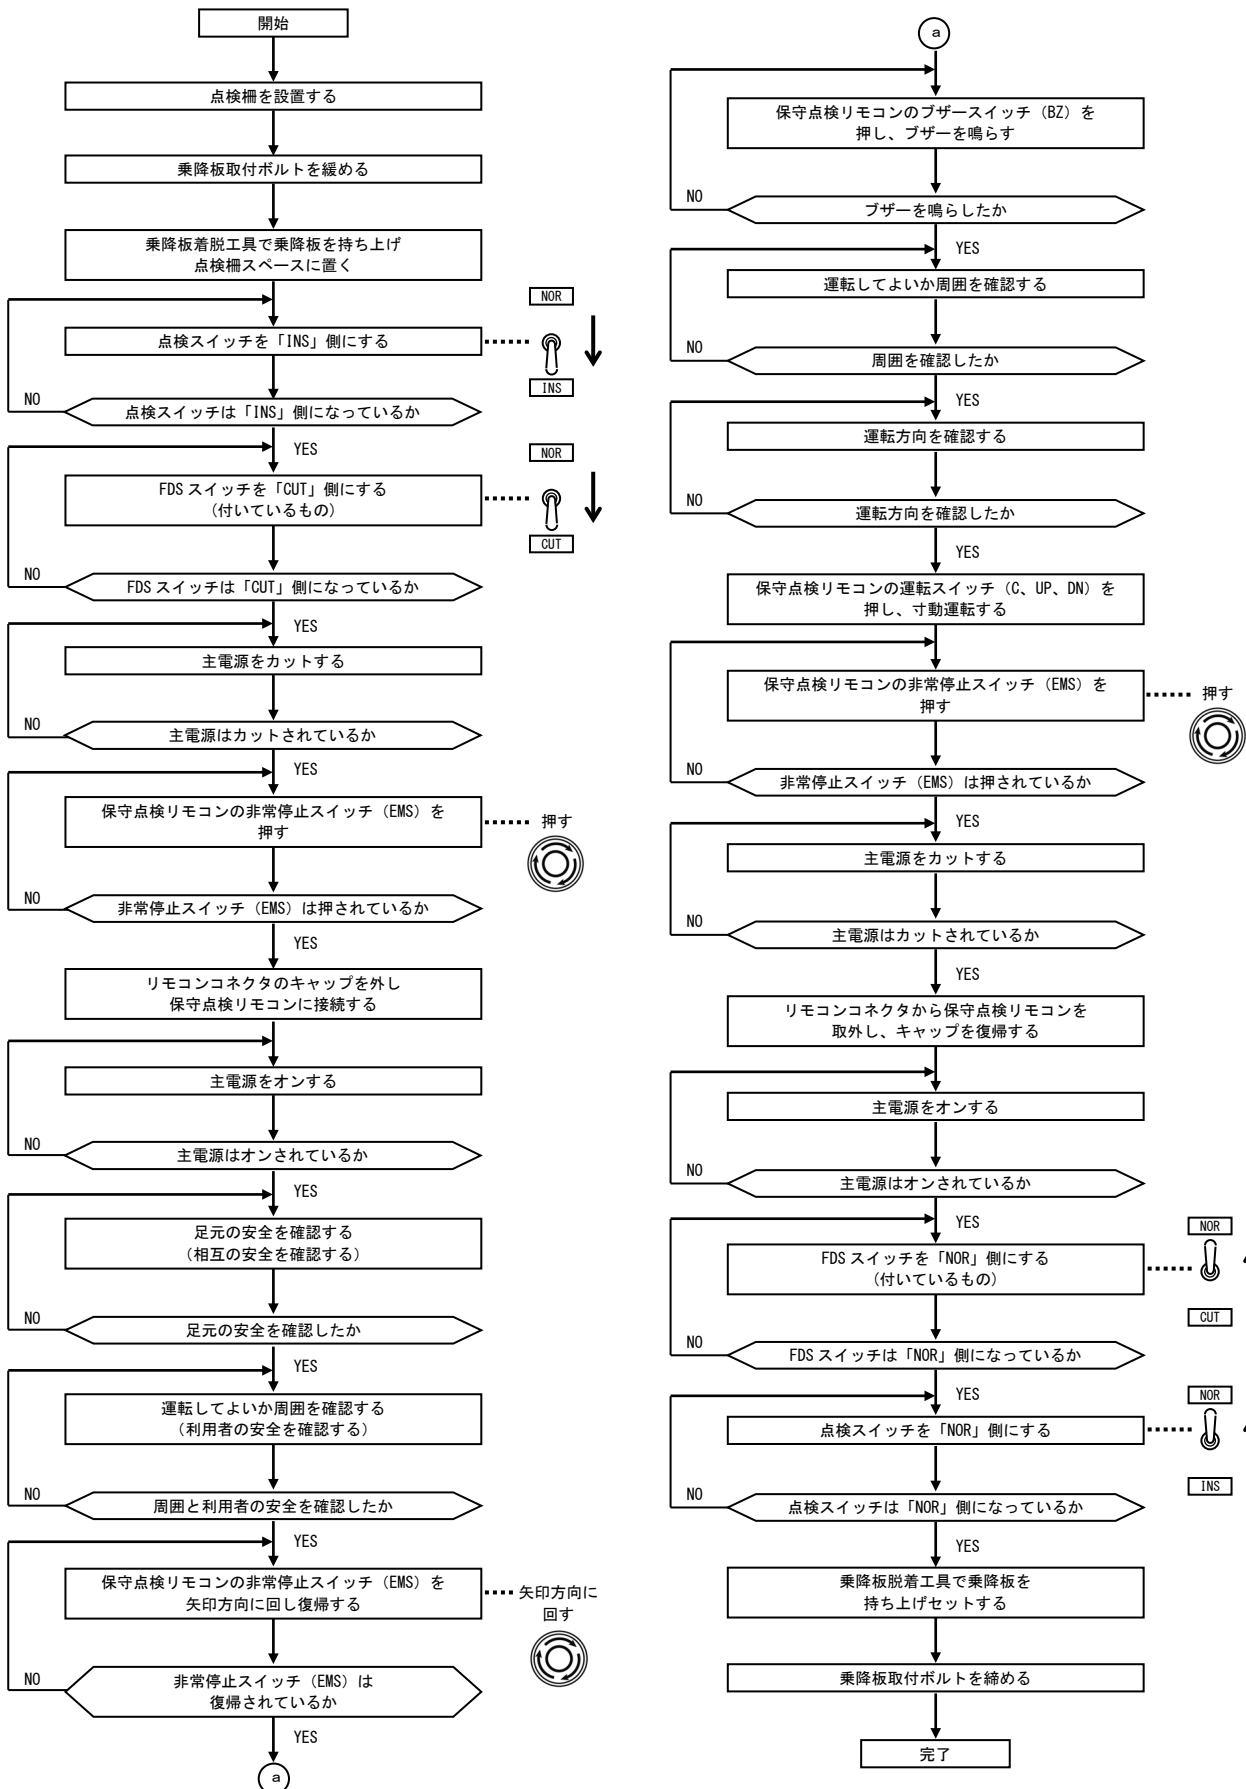 開始
点検柵を設置する
乗降板取付ボルトを緩める
乗降板着脱工具で乗降板を持ち上げ
点検柵スペースに置く
点検スイッチを「INS」側にする
NOR
INS
点検スイッチは「INS」側になっているか
NO
YES
FDSスイッチを「CUT」側にする
(付いているもの)
NOR
CUT
FDSスイッチは「CUT」側になっているか
NO
YES
主電源をカットする
主電源はカットされているか
NO
YES
保守点検リモコンの非常停止スイッチ(EMS)を
押す
押す
非常停止スイッチ(EMS)は押されているか
NO
YES
リモコンコネクタのキャップを外し
保守点検リモコンに接続する
主電源をオンする
主電源はオンされているか
NO
YES
足元の安全を確認する
(相互の安全を確認する)
足元の安全を確認したか
NO
YES
運転してよいか周囲を確認する
(利用者の安全を確認する)
周囲と利用者の安全を確認したか
NO
YES
保守点検リモコンの非常停止スイッチ(EMS)を
矢印方向に回し復帰する
矢印方向に
回す
非常停止スイッチ(EMS)は
復帰されているか
NO
YES
a
a
保守点検リモコンのブザースイッチ(BZ)を
押し、ブザーを鳴らす
ブザーを鳴らしたか
NO
YES
運転してよいか周囲を確認する
周囲を確認したか
NO
YES
運転方向を確認する
運転方向を確認したか
NO
YES
保守点検リモコンの運転スイッチ(C、UP、DN)を
押し、寸動運転する
保守点検リモコンの非常停止スイッチ(EMS)を
押す
押す
非常停止スイッチ(EMS)は押されているか
NO
YES
主電源をカットする
主電源はカットされているか
NO
YES
リモコンコネクタから保守点検リモコンを
取外し、キャップを復帰する
主電源をオンする
主電源はオンされているか
NO
YES
FDSスイッチを「NOR」側にする
(付いているもの)
NOR
CUT
FDSスイッチは「NOR」側になっているか
NO
YES
点検スイッチを「NOR」側にする
NOR
INS
点検スイッチは「NOR」側になっているか
NO
YES
乗降板脱着工具で乗降板を
持ち上げセットする
乗降板取付ボルトを締める
完了